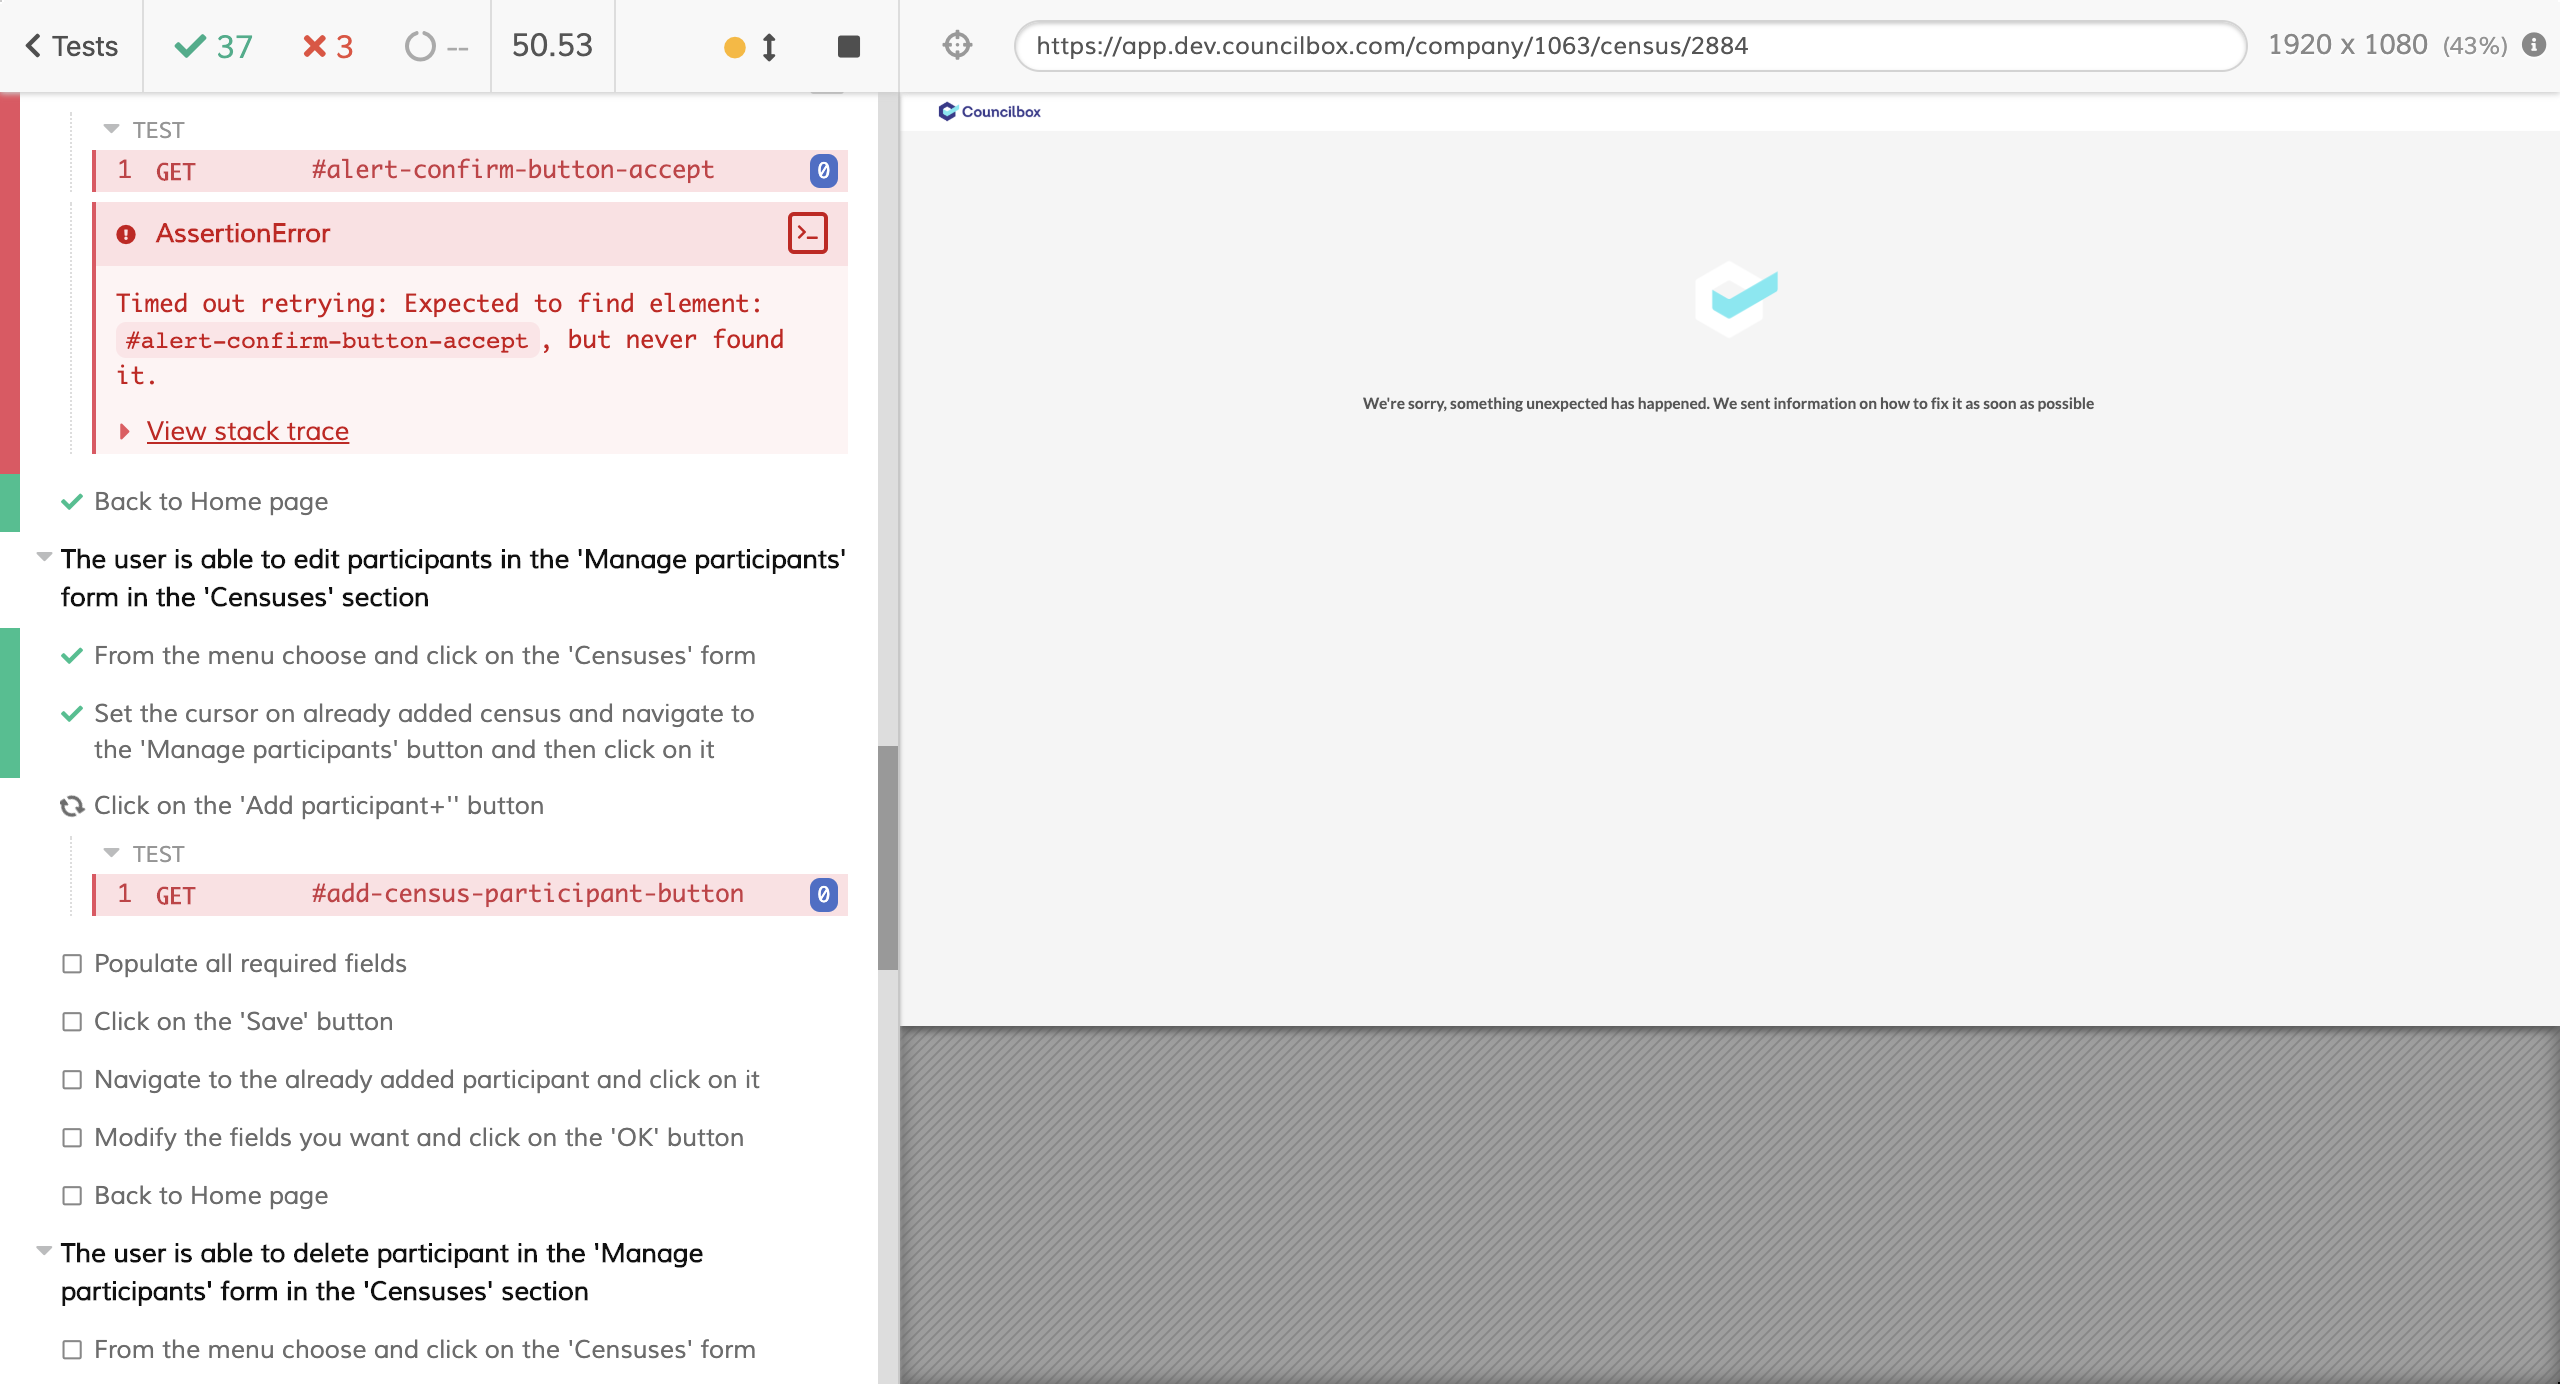 Tests
37
3
--
50.53
https://app.dev.councilbox.com/company/1063/census/2884
1920 x 1080 (43%)
TEST
1 GET #alert-confirm-button-accept 0
AssertionError
Timed out retrying: Expected to find element:
#alert-confirm-button-accept, but never found
it.
View stack trace
Back to Home page
The user is able to edit participants in the 'Manage participants'
form in the 'Censuses' section
From the menu choose and click on the 'Censuses' form
Set the cursor on already added census and navigate to
the 'Manage participants' button and then click on it
Click on the 'Add participant+'' button
TEST
1 GET #add-census-participant-button 0
Populate all required fields
Click on the 'Save' button
Navigate to the already added participant and click on it
Modify the fields you want and click on the 'OK' button
Back to Home page
The user is able to delete participant in the 'Manage
participants' form in the 'Censuses' section
From the menu choose and click on the 'Censuses' form
Councilbox
We're sorry, something unexpected has happened. We sent information on how to fix it as soon as possible